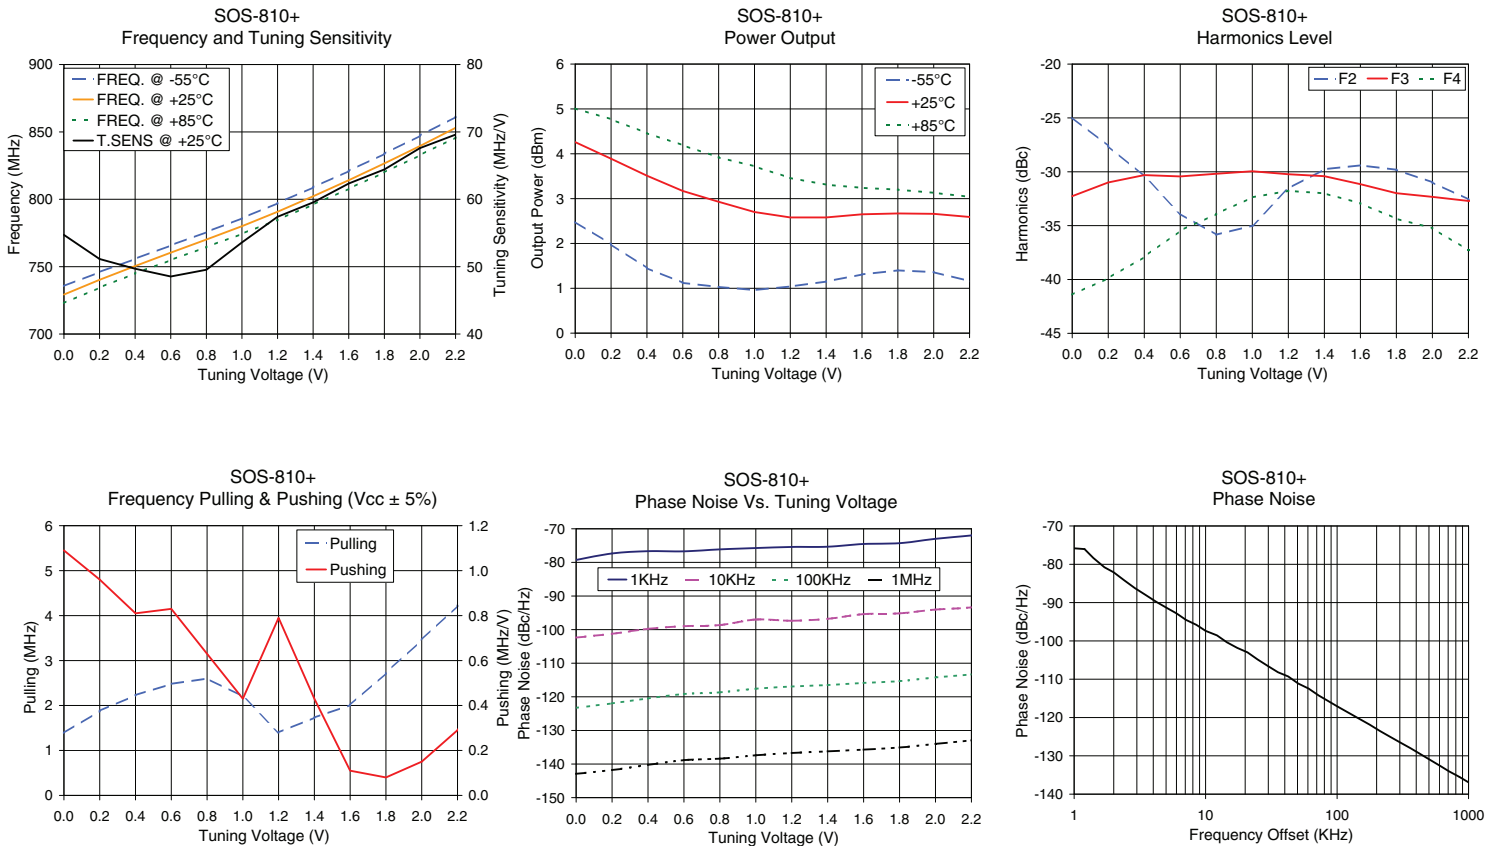 SOS-810+
Frequency and Tuning Sensitivity
900
850
800
750
700
Frequency (MHz)
FREQ. @ -55°C
FREQ. @ +25°C
FREQ. @ +85°C
T.SENS @ +25°C
80
70
60
50
40
Tuning Sensitivity (MHz/V)
0.0 0.2 0.4 0.6 0.8 1.0 1.2 1.4 1.6 1.8 2.0 2.2
Tuning Voltage (V)
SOS-810+
Power Output
6
5
4
3
2
1
0
Output Power (dBm)
-55°C
+25°C
+85°C
0.0 0.2 0.4 0.6 0.8 1.0 1.2 1.4 1.6 1.8 2.0 2.2
Tuning Voltage (V)
SOS-810+
Harmonics Level
-20
-25
-30
-35
-40
-45
Harmonics (dBc)
F2 F3 F4
0.0 0.2 0.4 0.6 0.8 1.0 1.2 1.4 1.6 1.8 2.0 2.2
Tuning Voltage (V)
SOS-810+
Frequency Pulling & Pushing (Vcc ± 5%)
6
5
4
3
2
1
0
Pulling (MHz)
Pulling
Pushing
1.2
1.0
0.8
0.6
0.4
0.2
0.0
Pushing (MHz/V)
0.0 0.2 0.4 0.6 0.8 1.0 1.2 1.4 1.6 1.8 2.0 2.2
Tuning Voltage (V)
SOS-810+
Phase Noise Vs. Tuning Voltage
-70
-80
-90
-100
-110
-120
-130
-140
-150
Phase Noise (dBc/Hz)
1KHz 10KHz 100KHz 1MHz
0.0 0.2 0.4 0.6 0.8 1.0 1.2 1.4 1.6 1.8 2.0 2.2
Tuning Voltage (V)
SOS-810+
Phase Noise
-70
-80
-90
-100
-110
-120
-130
-140
Phase Noise (dBc/Hz)
1 10 100 1000
Frequency Offset (KHz)